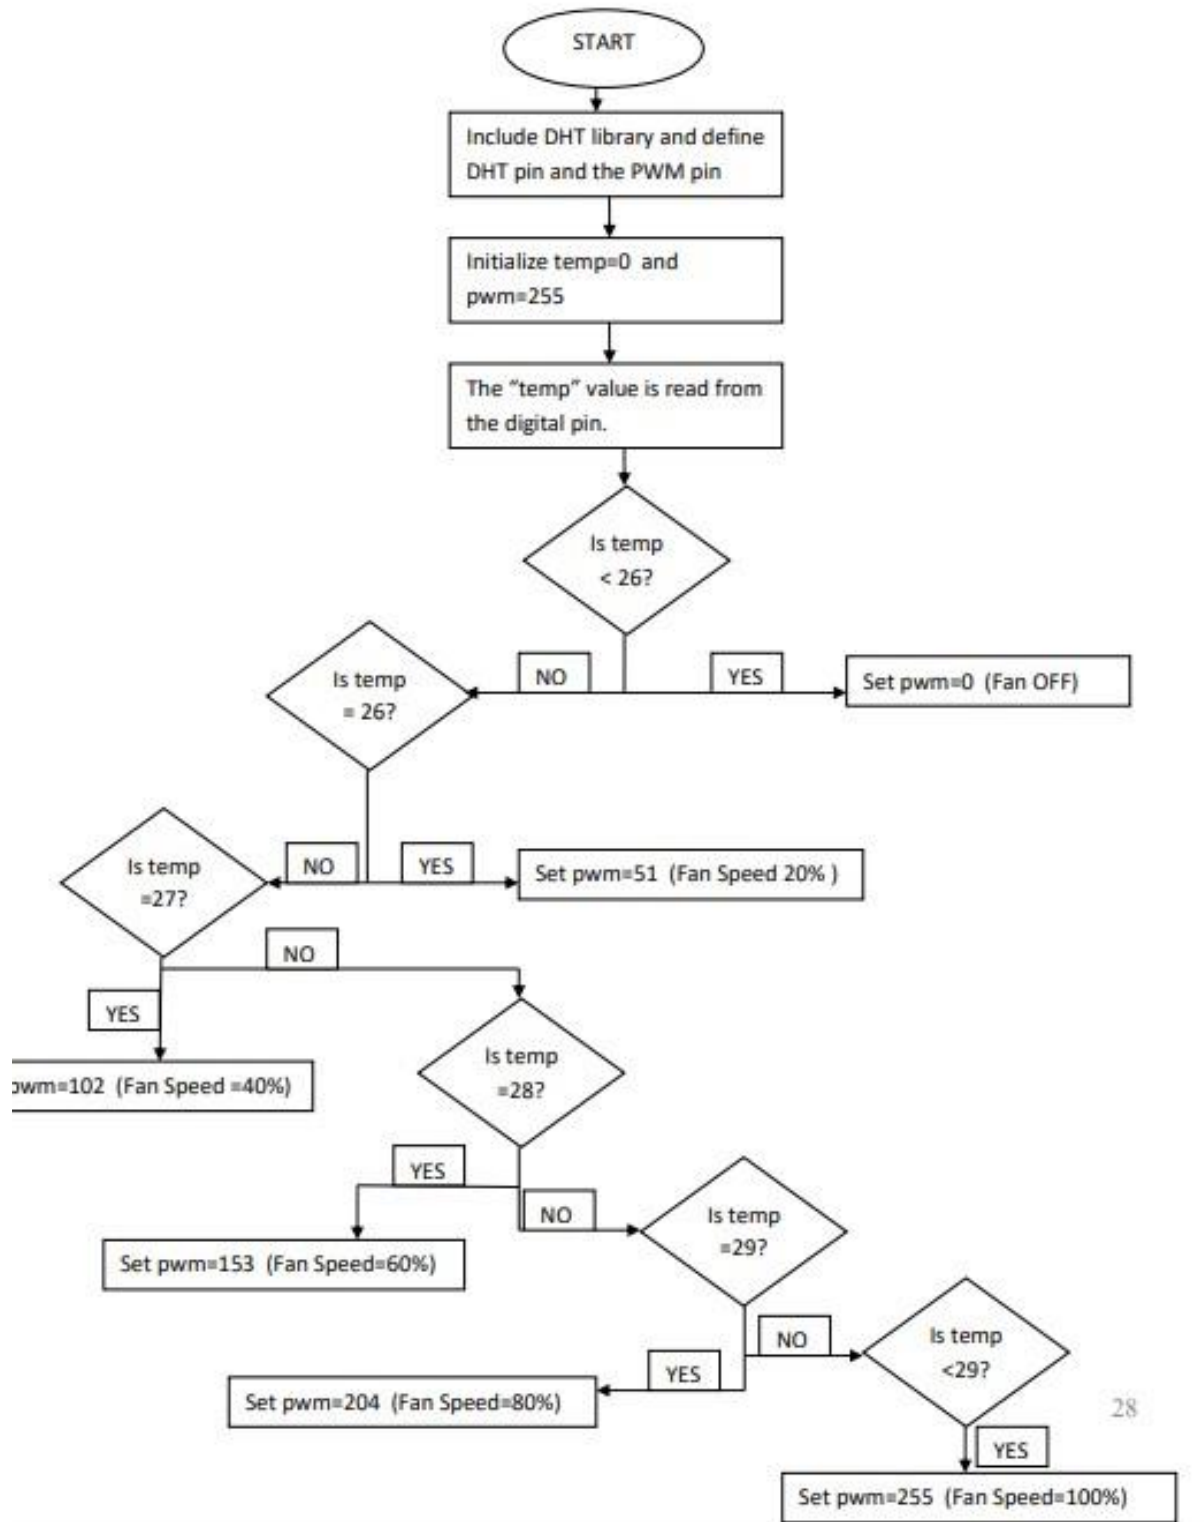 START
Include DHT library and define
DHT pin and the PWM pin
Initialize temp=0 and
pwm=255
The “temp” value is read from
the digital pin.
Is temp
< 26?
NO
YES
Set pwm=0 (Fan OFF)
Is temp
= 26?
NO
YES
Set pwm=51 (Fan Speed 20% )
Is temp
=27?
NO
YES
pwm=102 (Fan Speed =40%)
Is temp
=28?
YES
NO
Set pwm=153 (Fan Speed=60%)
Is temp
=29?
NO
YES
Set pwm=204 (Fan Speed=80%)
Is temp
<29?
28
YES
Set pwm=255 (Fan Speed=100%)